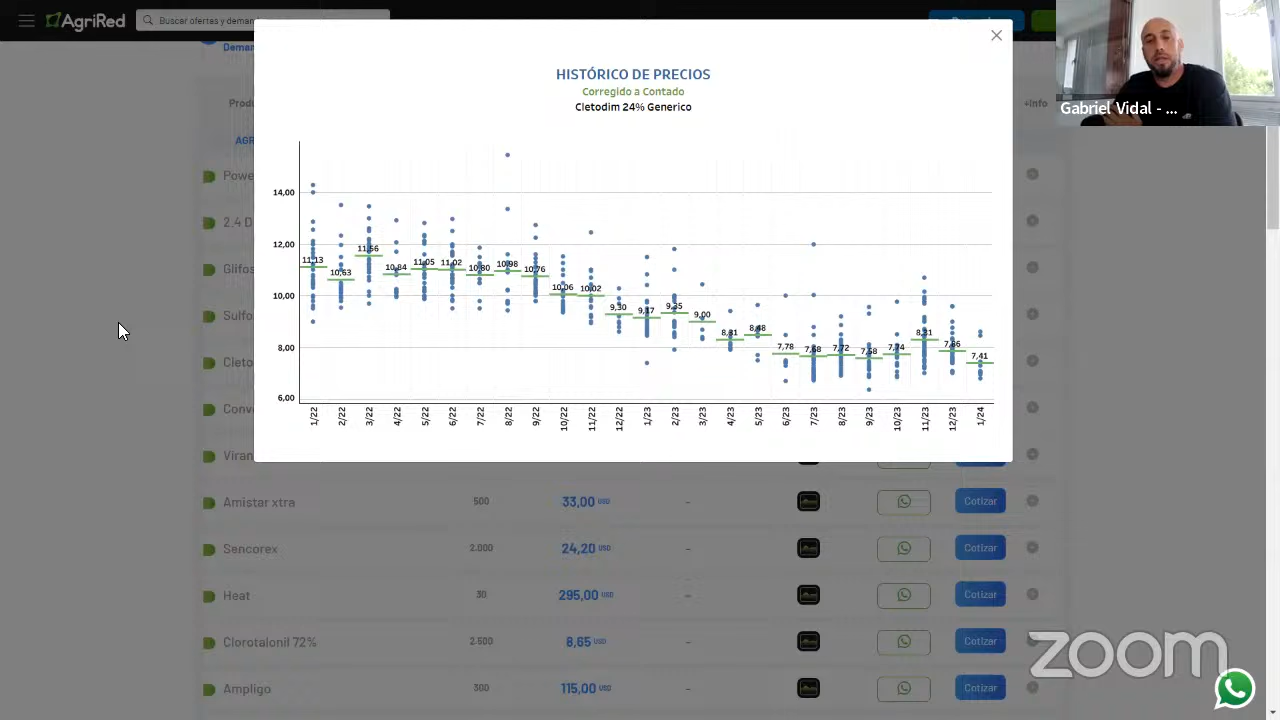 AgriRed
Buscar ofertas y deman
Deman
Produ
+Info
Gabriel Vidal - ...
HISTÓRICO DE PRECIOS
Corregido a Contado
Cletodim 24% Generico
AGR
Powe
2.4 D
Glifos
Sulfo
Cleto
Conv
Viran
14,00
12,00
10,00
8,00
6,00
11,13
10,63
11,56
10,84
11,05
11,02
10,80
10,98
10,76
10,06
10,02
9,30
9,17
9,35
9,00
8,31
8,48
7,78
7,68
7,72
7,58
7,74
8,31
7,86
7,41
1/22
2/22
3/22
4/22
5/22
6/22
7/22
8/22
9/22
10/22
11/22
12/22
1/23
2/23
3/23
4/23
5/23
6/23
7/23
8/23
9/23
10/23
11/23
12/23
1/24
Amistar xtra 500 33,00 USD - Cotizar
Sencorex 2.000 24,20 USD - Cotizar
Heat 30 295,00 USD - Cotizar
Clorotalonil 72% 2.500 8,65 USD - Cotizar
Ampligo 300 115,00 USD - Cotizar
zoom